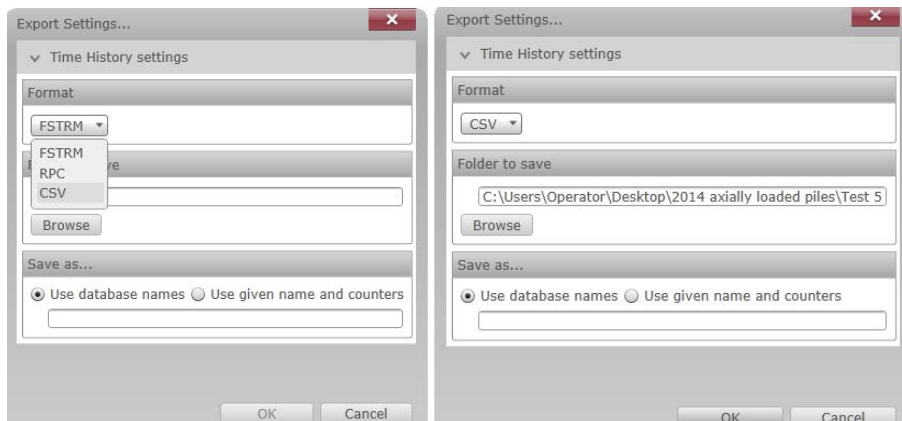 Export Settings...
Time History settings
Format
FSTRM
FSTRM
RPC
CSV
Browse
Save as...
Use database names Use given name and counters
OK Cancel
Export Settings...
Time History settings
Format
CSV
Folder to save
C:\Users\Operator\Desktop\2014 axially loaded piles\Test 5
Browse
Save as...
Use database names Use given name and counters
OK Cancel